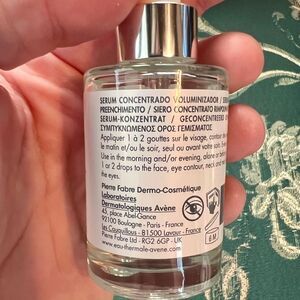 SERUM CONCENTRADO VOLUMINIZADOR /
PREENCHIMENTO / SIERO CONCENTRATO
SERUM-KONZENTRAT / GECONCENTREERD
ΣΥΜΠΥΚΝΩΜΕΝΟΣ ΟΡΟΣ ΓΕΜΙΣΜΑΤΟΣ
Appliquer 1 à 2 gouttes sur le visage, contour
le matin et/ou le soir, seul ou avant votre soin.
Use in the morning and/or evening, alone or
1 or 2 drops to the face, eye contour, neck and
the eyes.
Pierre Fabre Dermo-Cosmétique
Laboratoires
Dermatologiques Avène
45, place Abel-Gance
92100 Boulogne - Paris - France
Les Cauquillous - 81500 Lavaur - France
Pierre Fabre Ltd - RG2 6GP - UK
www.eau-thermale-avene.com
6 M